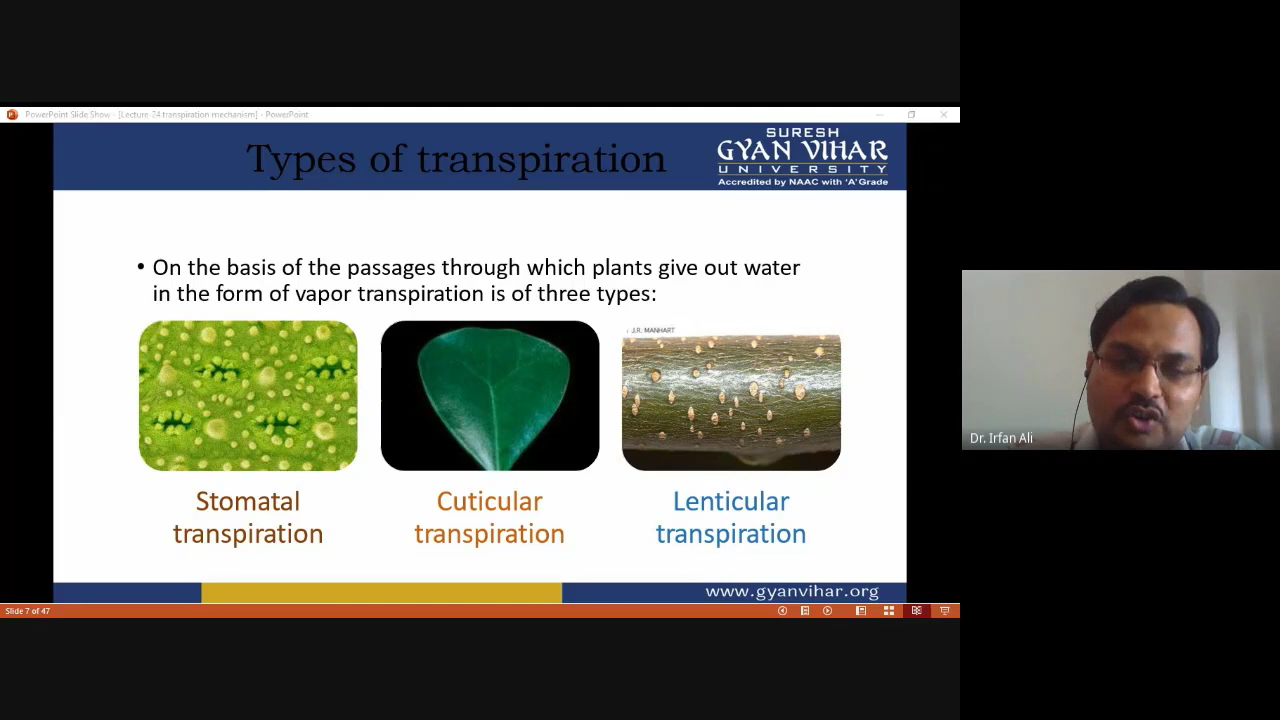 PowerPoint Slide Show - [Lecture-24 transpiration mechanism] - PowerPoint
Types of transpiration
SURESH
GYAN VIHAR
UNIVERSITY
Accredited by NAAC with 'A' Grade
• On the basis of the passages through which plants give out water
in the form of vapor transpiration is of three types:
J.R. MANHART
Stomatal
transpiration
Cuticular
transpiration
Lenticular
transpiration
Dr. Irfan Ali
www.gyanvihar.org
Slide 7 of 47